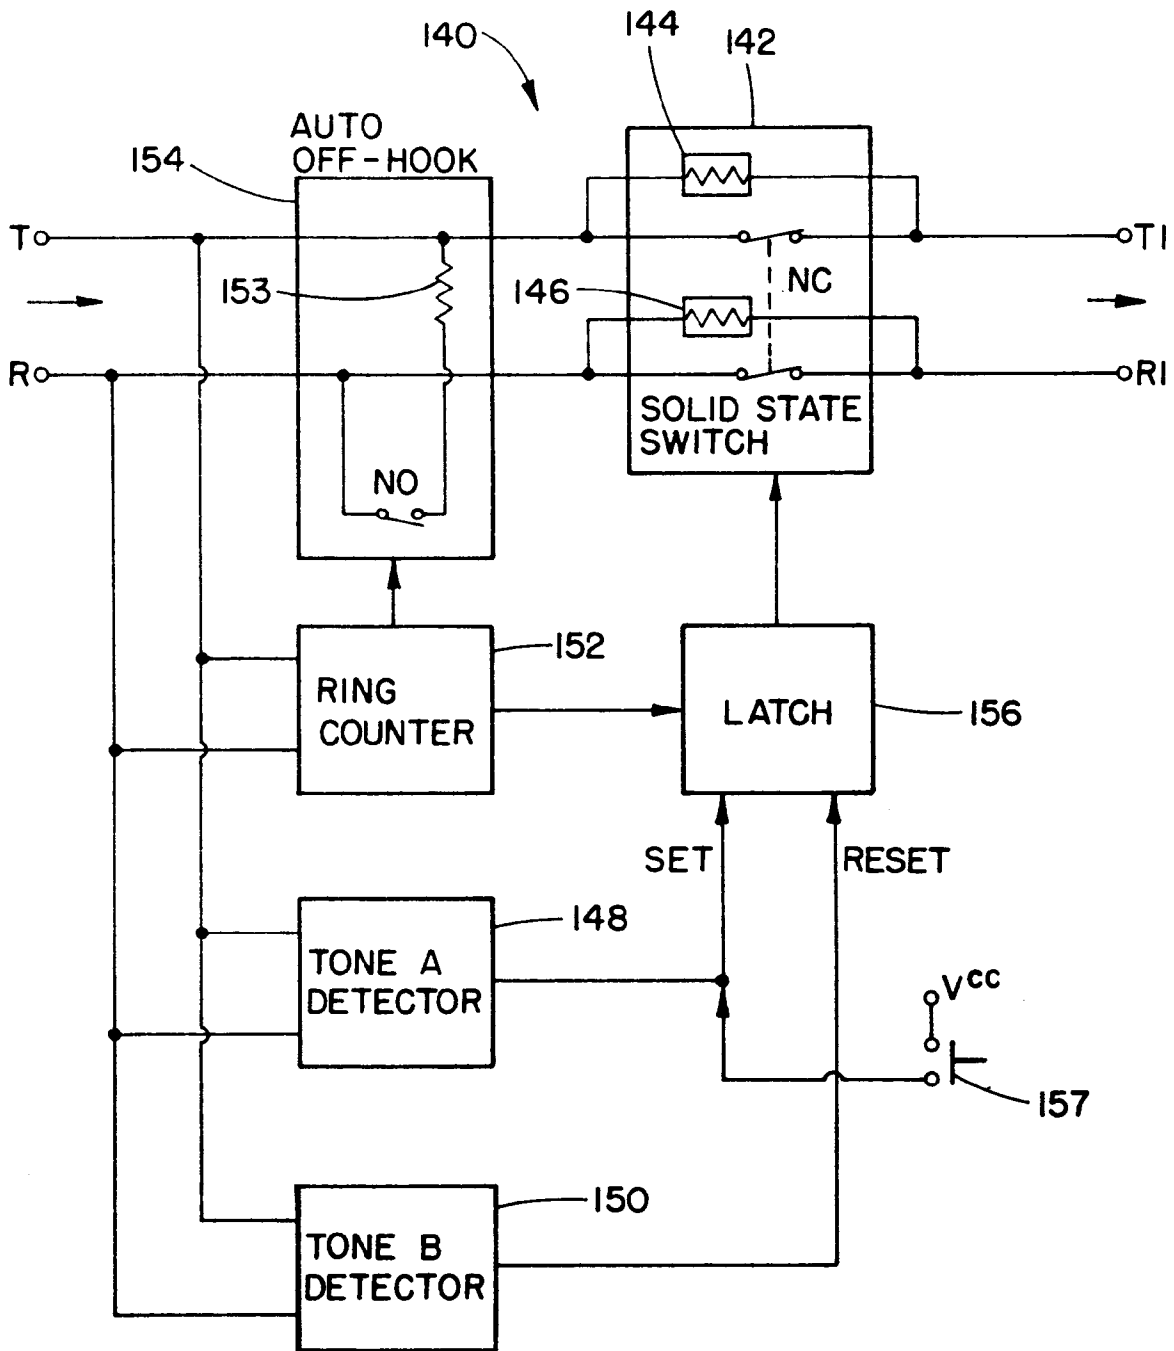 140
144
142
AUTO
OFF-HOOK
154
T
T1
153
146
NC
R
R1
SOLID STATE
SWITCH
NO
152
RING
COUNTER
LATCH
156
SET
RESET
148
TONE A
DETECTOR
Vcc
157
150
TONE B
DETECTOR